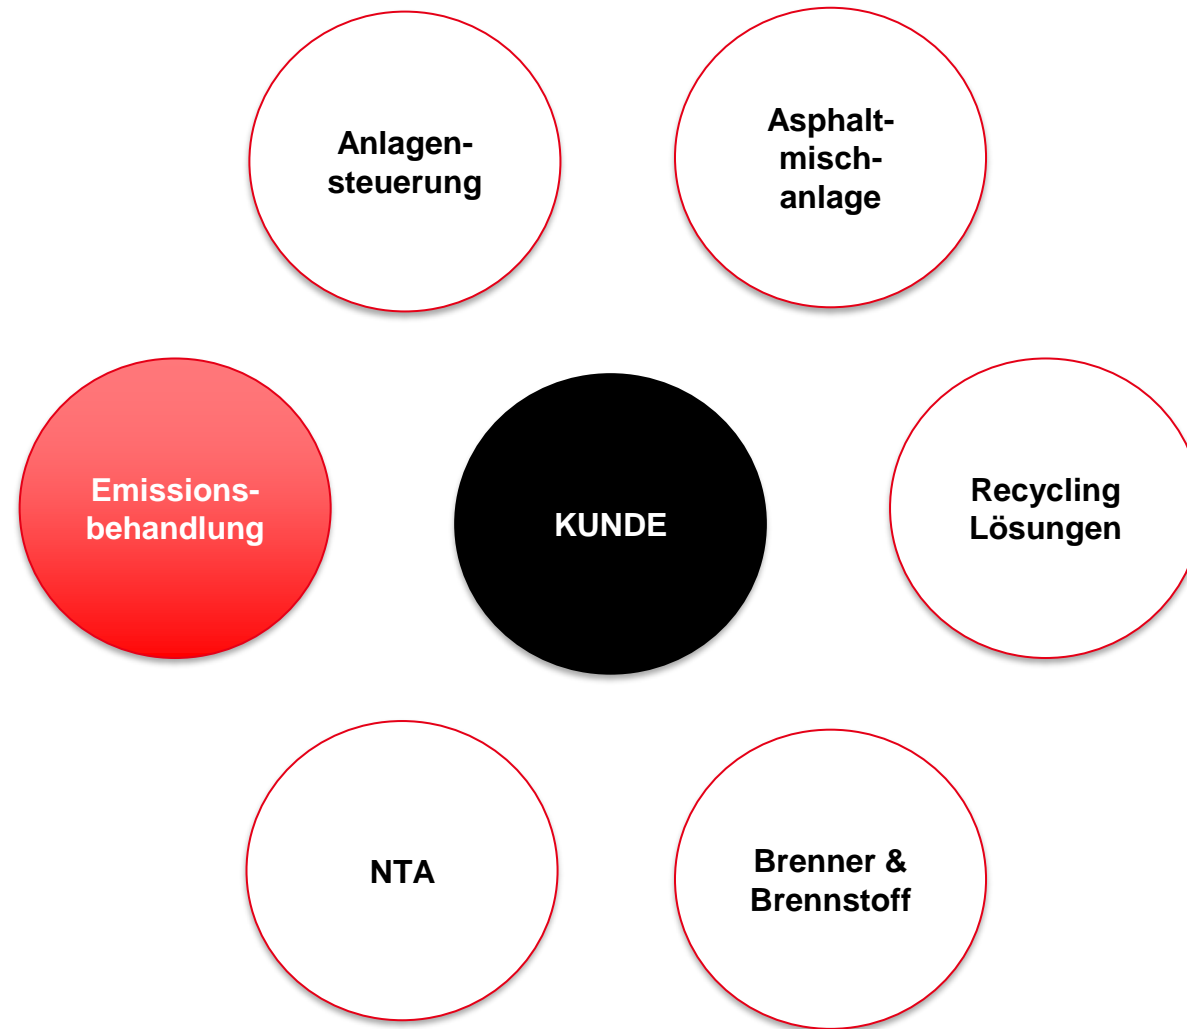 Anlagen-
steuerung
Asphalt-
misch-
anlage
Emissions-
behandlung
KUNDE
Recycling
Lösungen
NTA
Brenner &
Brennstoff